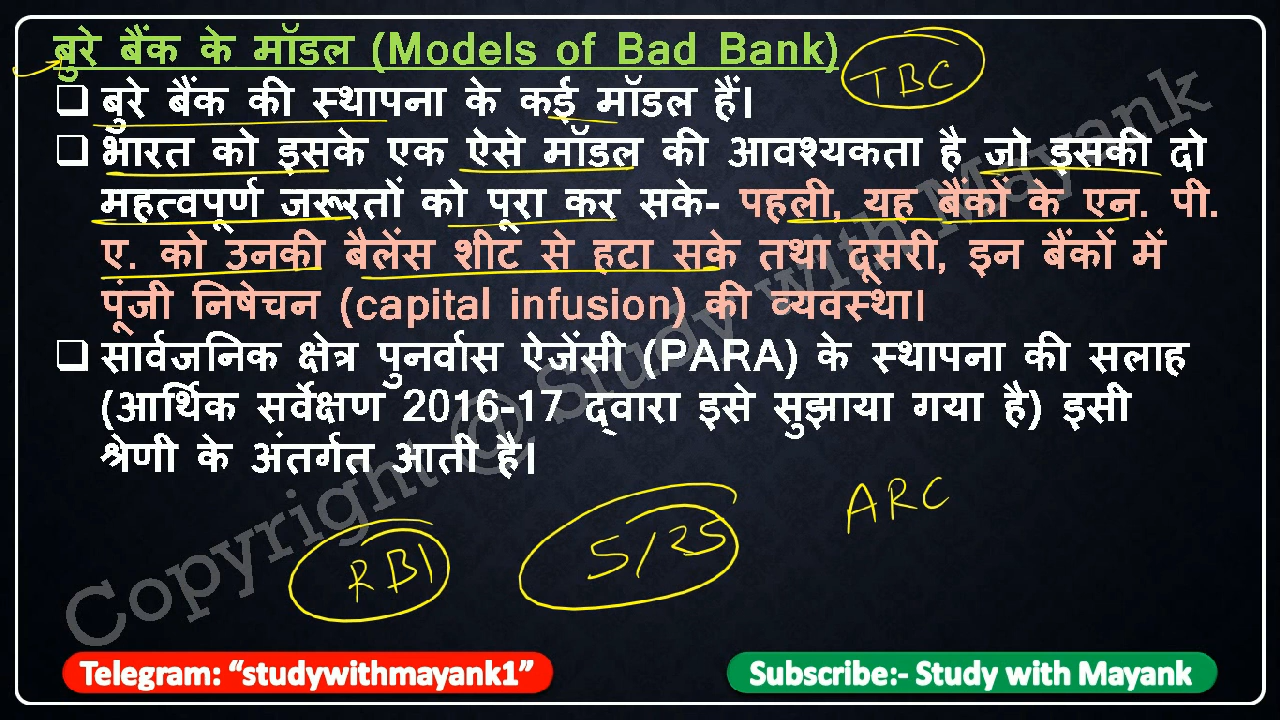 बुरे बैंक के मॉडल (Models of Bad Bank)
TBC
❑ बुरे बैंक की स्थापना के कई मॉडल हैं।
❑ भारत को इसके एक ऐसे मॉडल की आवश्यकता है जो इसकी दो
महत्वपूर्ण जरूरतों को पूरा कर सके- पहली, यह बैंकों के एन. पी.
ए. को उनकी बैलेंस शीट से हटा सके तथा दूसरी, इन बैंकों में
पूंजी निषेचन (capital infusion) की व्यवस्था।
❑ सार्वजनिक क्षेत्र पुनर्वास ऐजेंसी (PARA) के स्थापना की सलाह
(आर्थिक सर्वेक्षण 2016-17 द्वारा इसे सुझाया गया है) इसी
श्रेणी के अंतर्गत आती है।
ARC
RBI
5/25
Copyright @ Study with Mayank
Telegram: “studywithmayank1”
Subscribe:- Study with Mayank